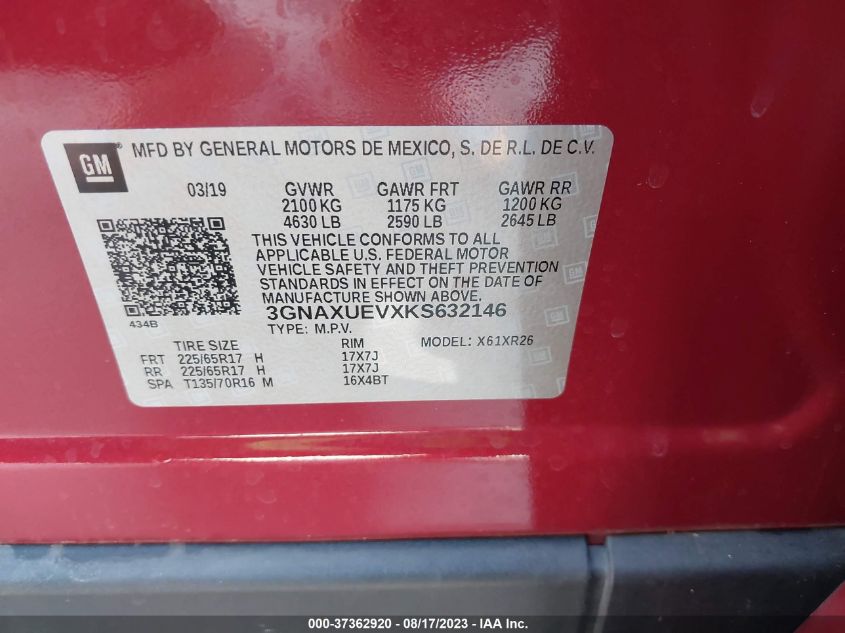 GM
MFD BY GENERAL MOTORS DE MEXICO, S. DE R.L. DE C.V.
03/19 GVWR GAWR FRT GAWR RR
2100 KG 1175 KG 1200 KG
4630 LB 2590 LB 2645 LB
THIS VEHICLE CONFORMS TO ALL
APPLICABLE U.S. FEDERAL MOTOR
VEHICLE SAFETY AND THEFT PREVENTION
STANDARDS IN EFFECT ON THE DATE OF
MANUFACTURE SHOWN ABOVE.
434B 3GNAXUEVXKS632146
TYPE: M.P.V.
TIRE SIZE RIM MODEL: X61XR26
FRT 225/65R17 H 17X7J
RR 225/65R17 H 17X7J
SPA T135/70R16 M 16X4BT
000-37362920 - 08/17/2023 - IAA Inc.